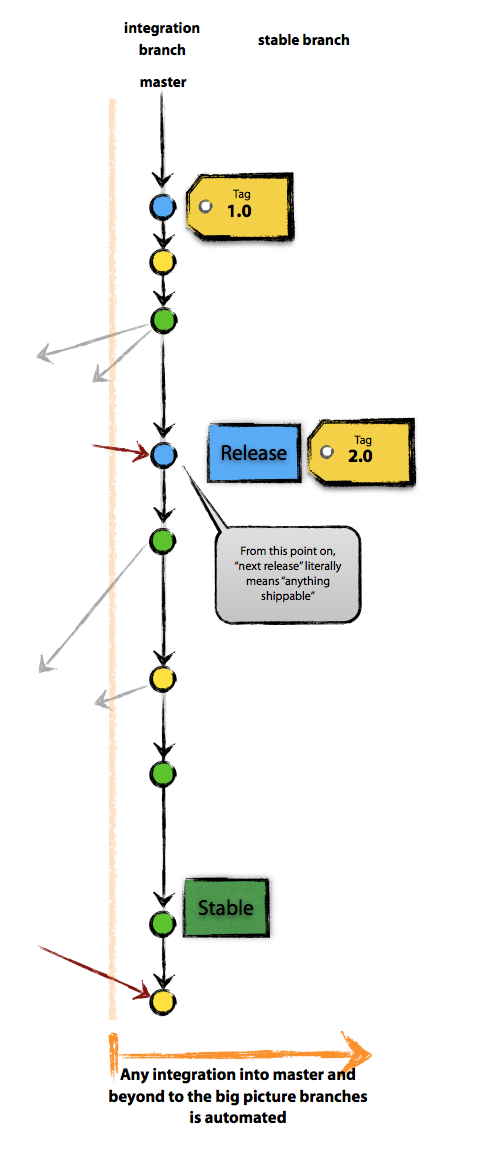 integration
branch
stable branch
master
Tag
1.0
Release
Tag
2.0
From this point on,
“next release” literally
means “anything
shippable”
Stable
Any integration into master and
beyond to the big picture branches
is automated